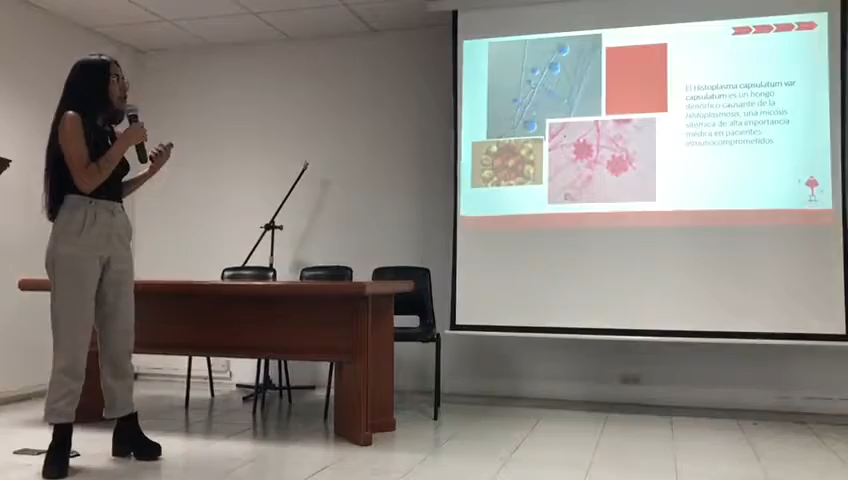 El Histoplasma capsulatum var
capsulatum es un hongo
dimórfico causante de la
Histoplasmosis, una micosis
sistémica de alta importancia
médica en pacientes
inmunocomprometidos